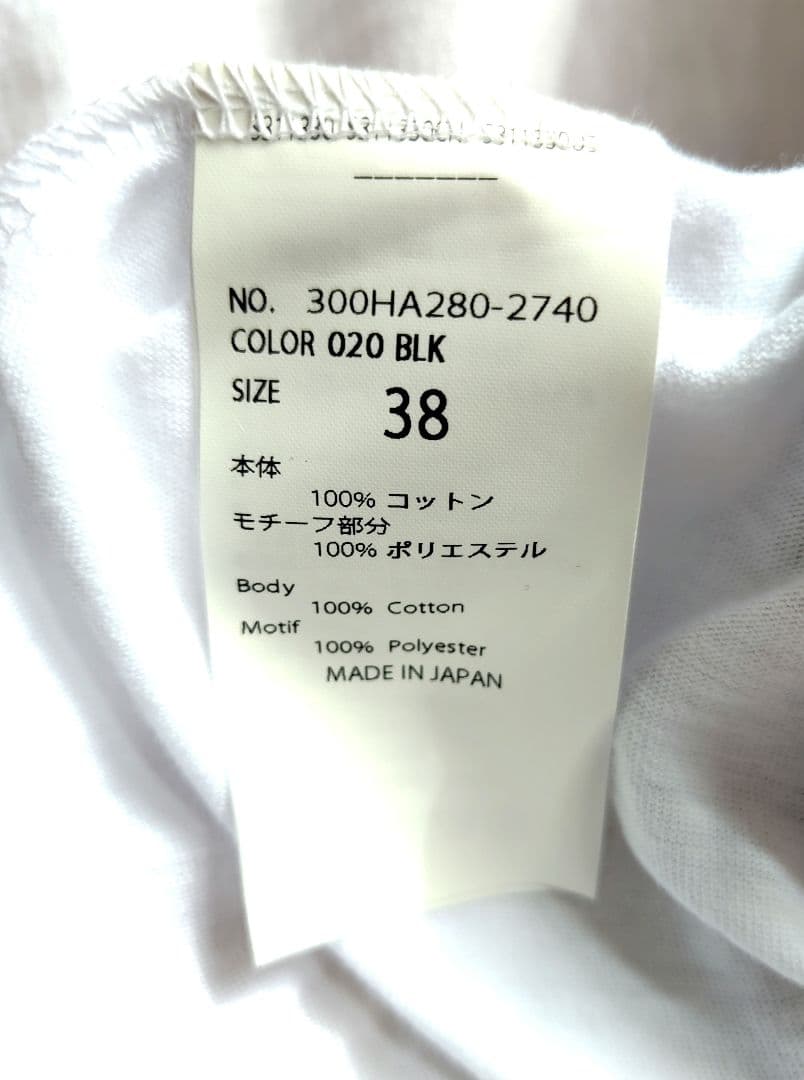 NO. 300HA280-2740
COLOR 020 BLK
SIZE 38
本体
100% コットン
モチーフ部分
100% ポリエステル
Body
100% Cotton
Motif
100% Polyester
MADE IN JAPAN